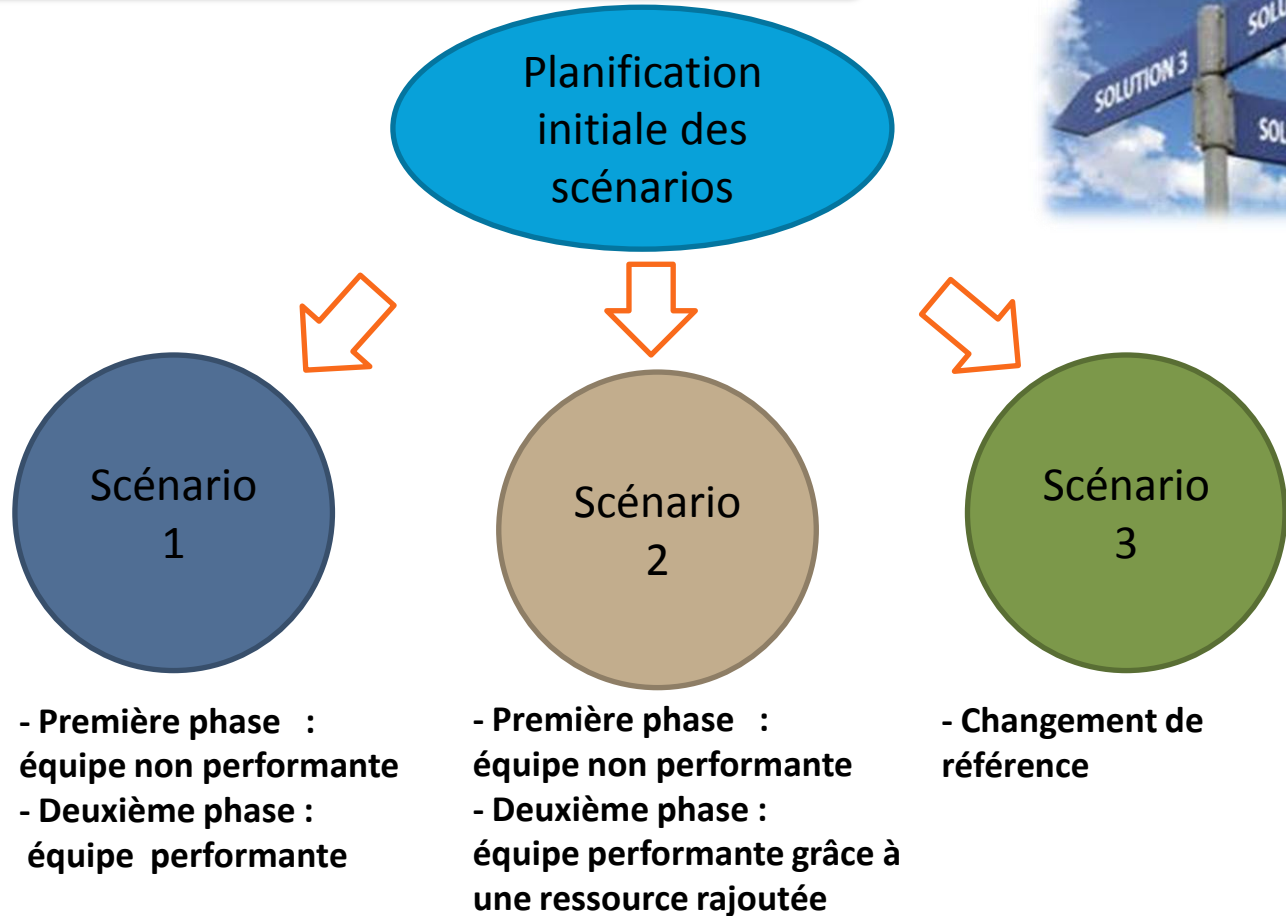 Planification
initiale des
scénarios
SOLUTION 3
Scénario
1
Scénario
2
Scénario
3
- Première phase :
équipe non performante
- Deuxième phase :
équipe performante
- Première phase :
équipe non performante
- Deuxième phase :
équipe performante grâce à
une ressource rajoutée
- Changement de
référence